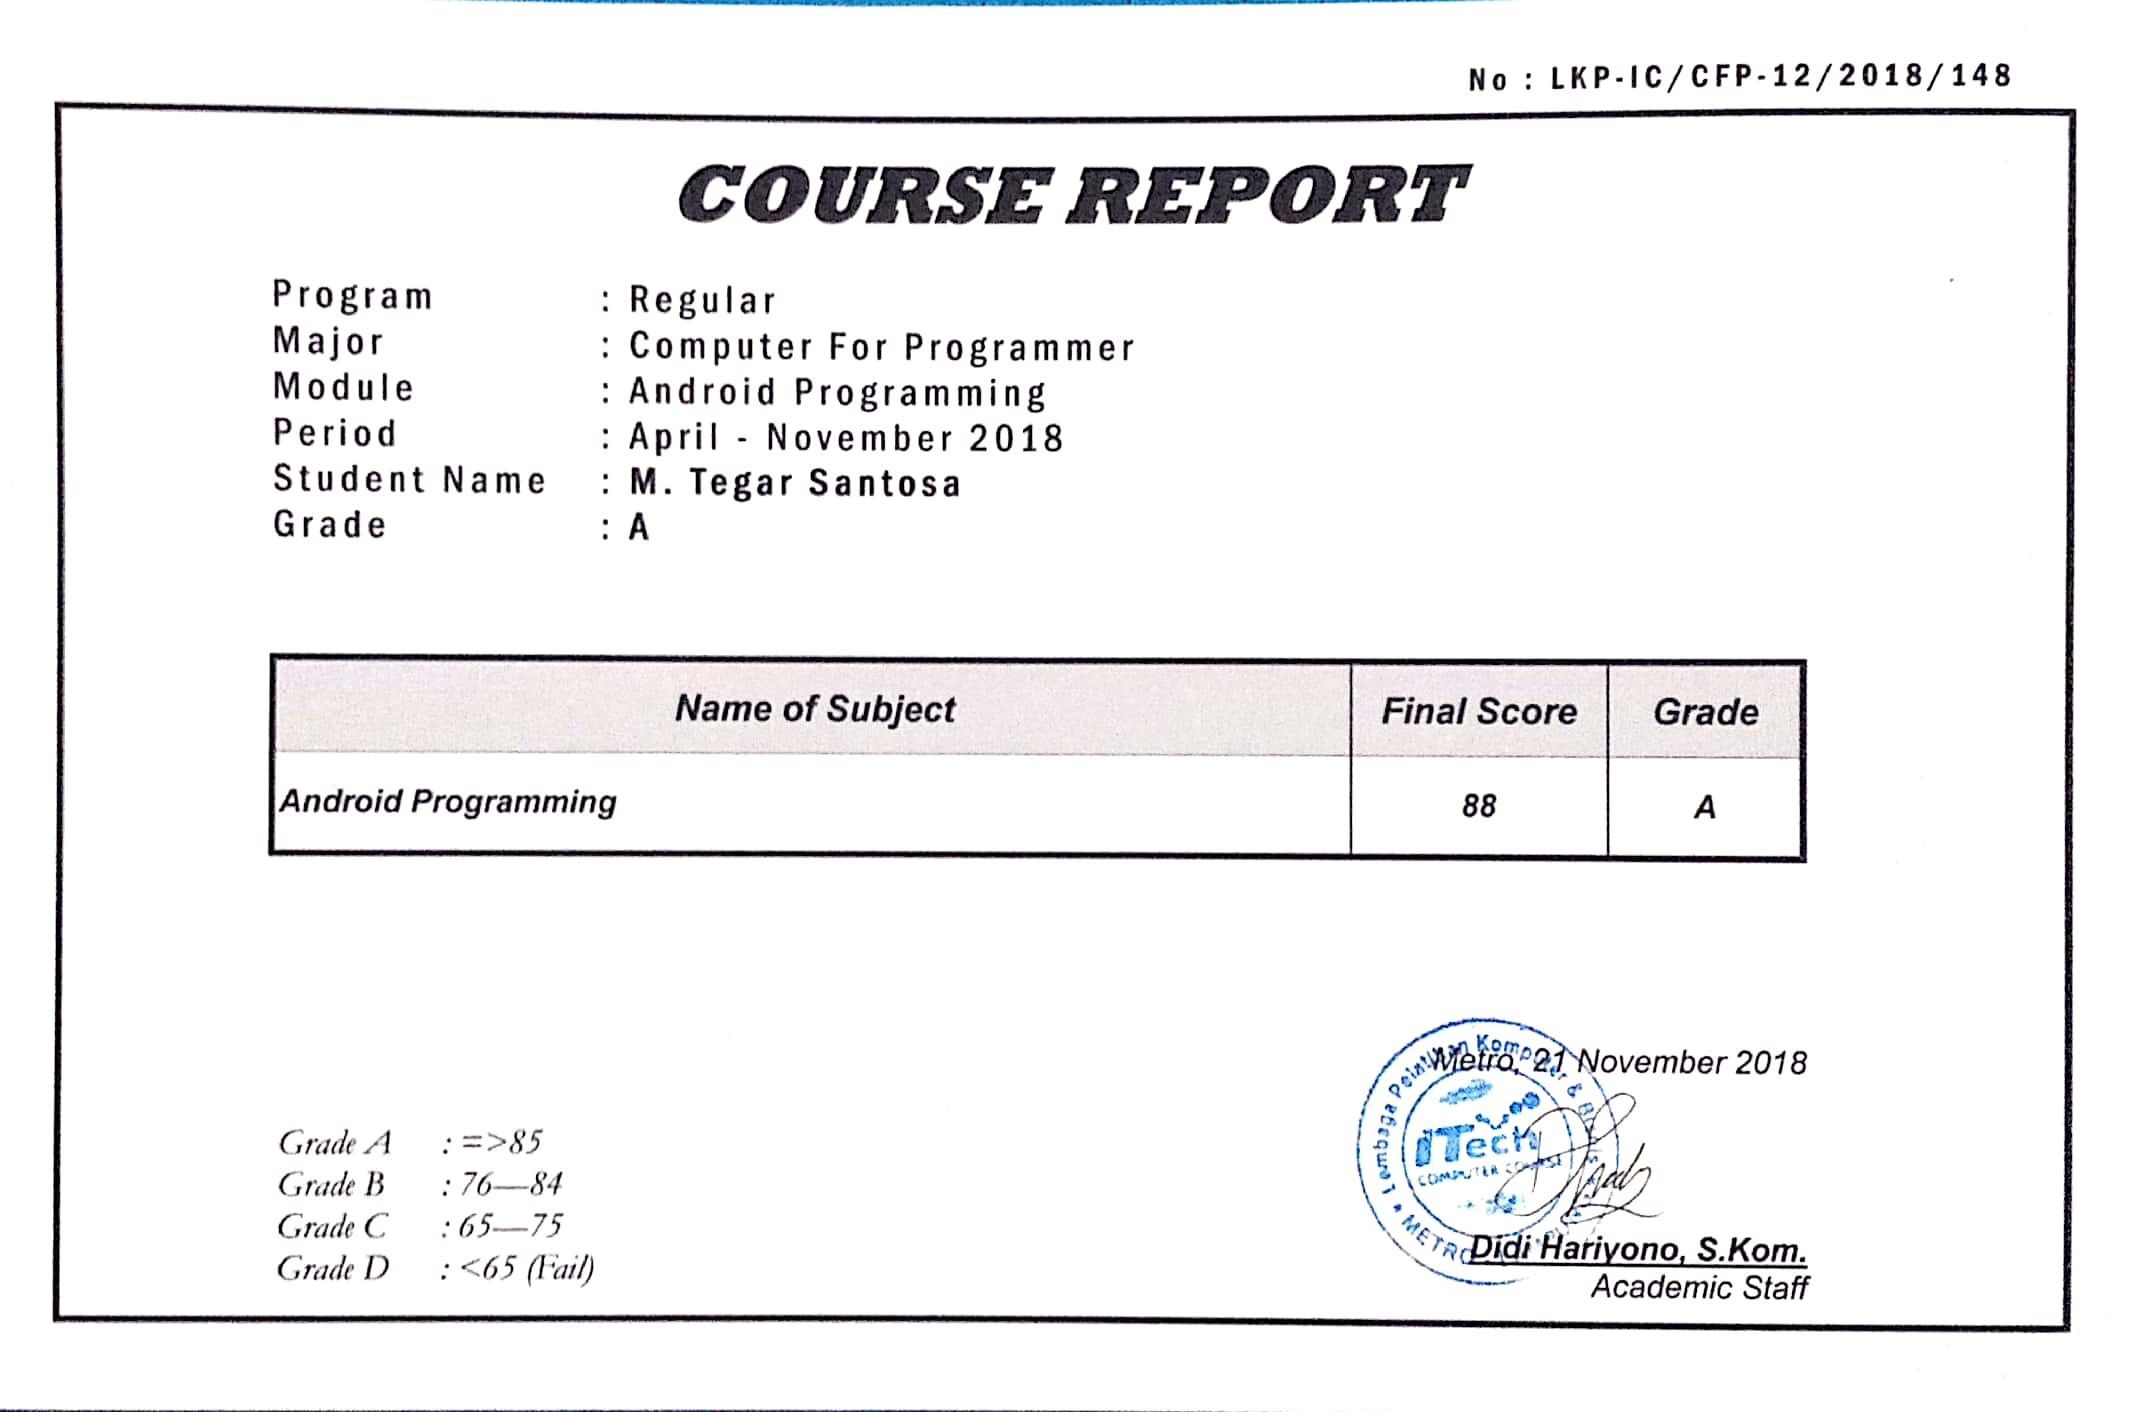 No : LKP-IC/CFP-12/2018/148
COURSE REPORT
Program : Regular
Major : Computer For Programmer
Module : Android Programming
Period : April - November 2018
Student Name : M. Tegar Santosa
Grade : A
Name of Subject Final Score Grade
Android Programming 88 A
Metro, 21 November 2018
Lembaga Komputer &
ITech
COMPUTER COURSE
METRO
Didi Hariyono, S.Kom.
Academic Staff
Grade A : =>85
Grade B : 76—84
Grade C : 65—75
Grade D : <65 (Fail)